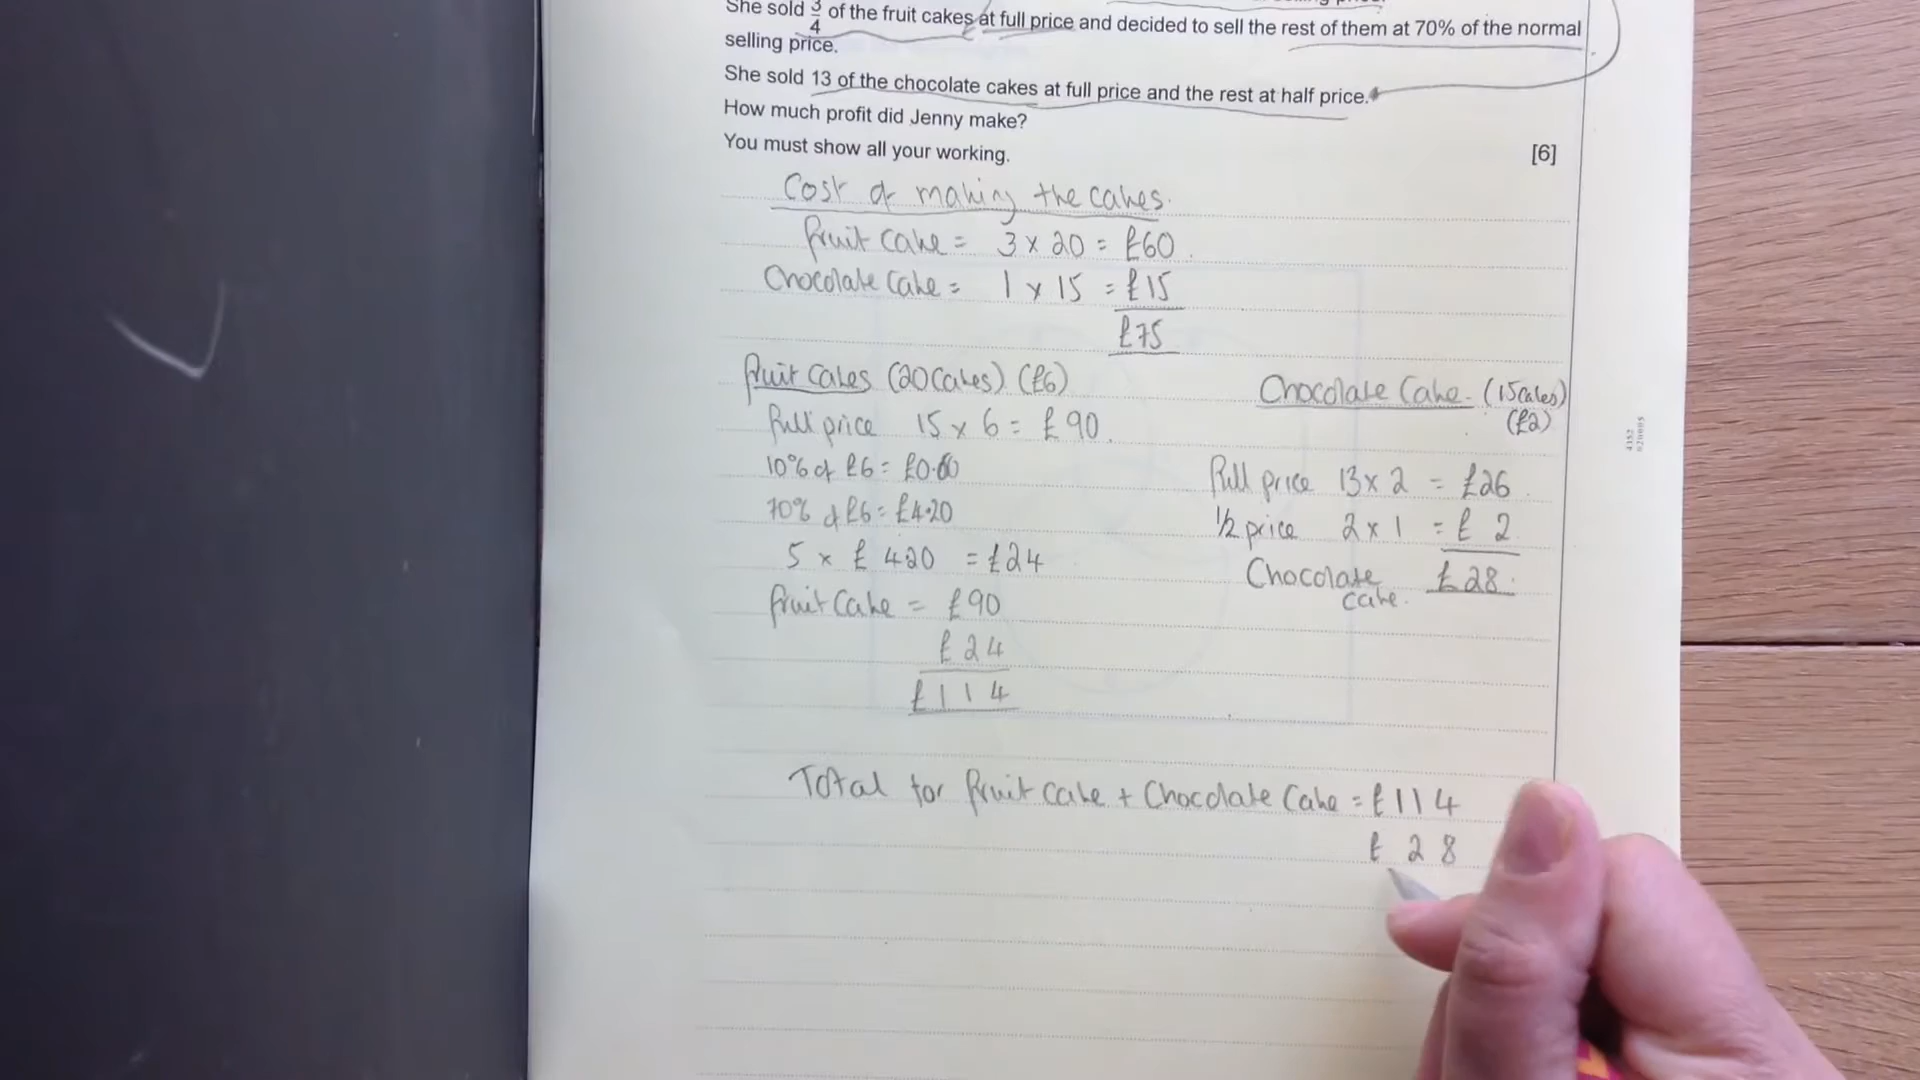 She sold 3/4 of the fruit cakes at full price and decided to sell the rest of them at 70% of the normal
selling price.
She sold 13 of the chocolate cakes at full price and the rest at half price.
How much profit did Jenny make?
You must show all your working.
[6]
Cost of making the cakes.
fruit cake = 3 x 20 = £60
Chocolate Cake = 1 x 15 = £15
£75
fruit cakes (20 cakes) (£6)
full price 15 x 6 = £90
10% of £6 = £0.60
70% of £6 = £4.20
5 x £ 420 = £24
fruit cake = £90
£ 24
£114
Chocolate Cake - (15 cakes)
(£2)
Full price 13 x 2 = £26
1/2 price 2 x 1 = £ 2
Chocolate £28
cake.
Total for fruit cake + Chocolate Cake = £114
£ 28